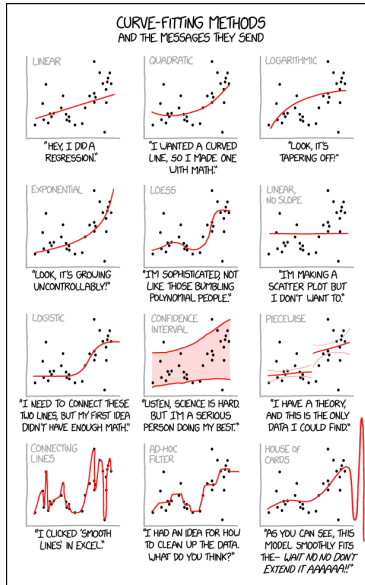 CURVE-FITTING METHODS
AND THE MESSAGES THEY SEND
LINEAR
"HEY, I DID A
REGRESSION."
QUADRATIC
"I WANTED A CURVED
LINE, SO I MADE ONE
WITH MATH."
LOGARITHMIC
"LOOK, IT'S
TAPERING OFF!"
EXPONENTIAL
"LOOK, IT'S GROWING
UNCONTROLLABLY!"
LOESS
"I'M SOPHISTICATED, NOT
LIKE THOSE BUMBLING
POLYNOMIAL PEOPLE."
LINEAR,
NO SLOPE
"I'M MAKING A
SCATTER PLOT BUT
I DON'T WANT TO."
LOGISTIC
"I NEED TO CONNECT THESE
TWO LINES, BUT MY FIRST IDEA
DIDN'T HAVE ENOUGH MATH."
CONFIDENCE
INTERVAL
"LISTEN, SCIENCE IS HARD.
BUT I'M A SERIOUS
PERSON DOING MY BEST."
PIECEWISE
"I HAVE A THEORY,
AND THIS IS THE ONLY
DATA I COULD FIND."
CONNECTING
LINES
"I CLICKED 'SMOOTH
LINES' IN EXCEL."
AD-HOC
FILTER
"I HAD AN IDEA FOR HOW
TO CLEAN UP THE DATA.
WHAT DO YOU THINK?"
HOUSE OF
CARDS
"AS YOU CAN SEE, THIS
MODEL SMOOTHLY FITS
THE- WAIT NO NO DON'T
EXTEND IT AAAAAA!!"